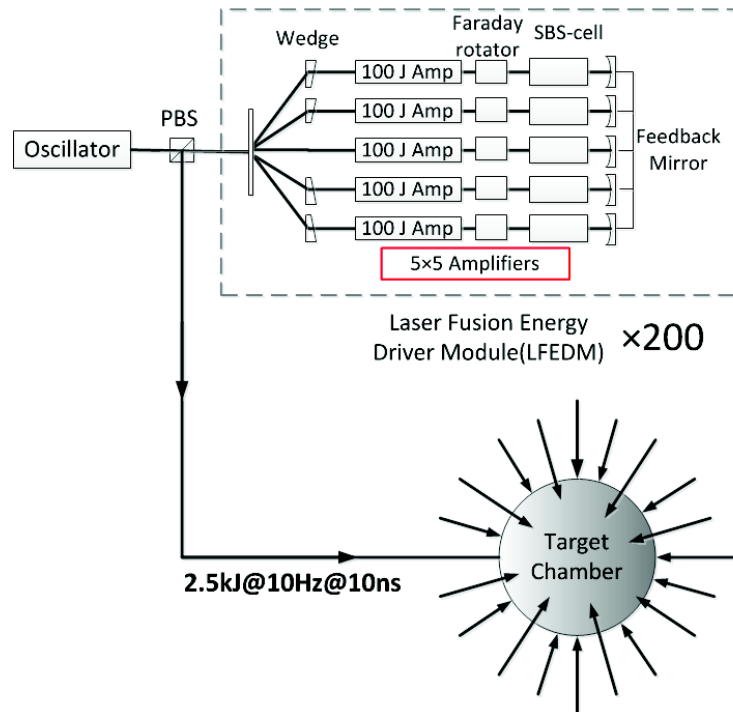 Wedge
Faraday
rotator
SBS-cell
100 J Amp
PBS
100 J Amp
Oscillator
100 J Amp
Feedback
Mirror
100 J Amp
100 J Amp
5×5 Amplifiers
Laser Fusion Energy
Driver Module(LFEDM)
×200
Target
Chamber
2.5kJ@10Hz@10ns